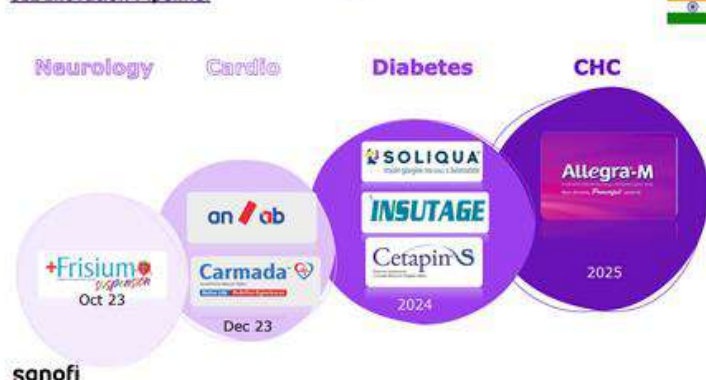 Neurology
Cardio
Diabetes
CHC
SOLIQUA
INSUTAGE
Cetapin S
Allegra-M
an ab
Carmada
+Frisium
suspension
Oct 23
Dec 23
2024
2025
sanofi